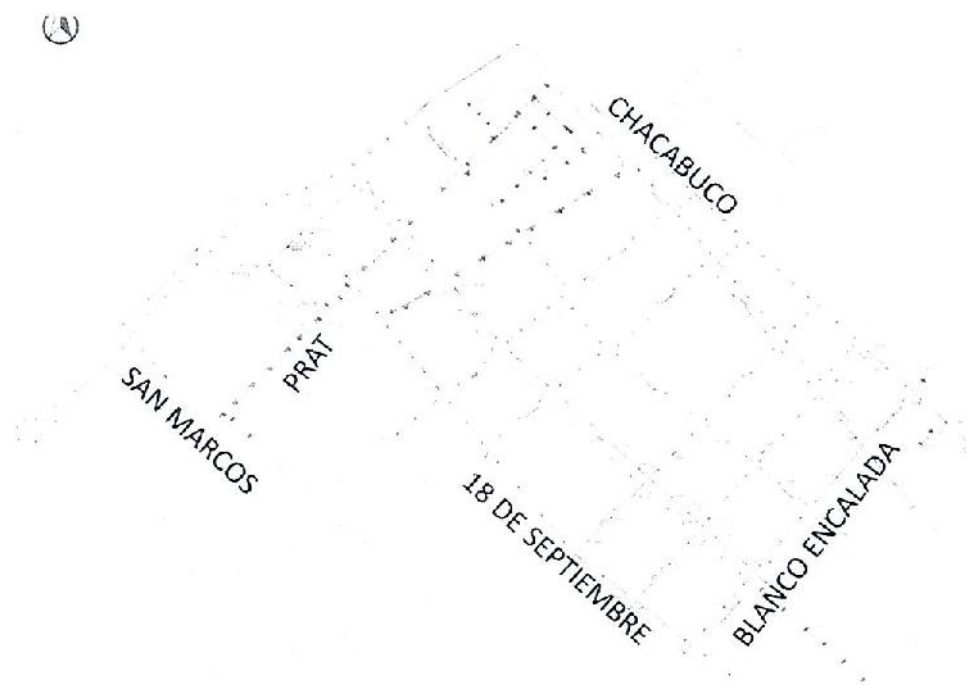 CHACABUCO
PRAT
SAN MARCOS
18 DE SEPTIEMBRE
BLANCO ENCALADA